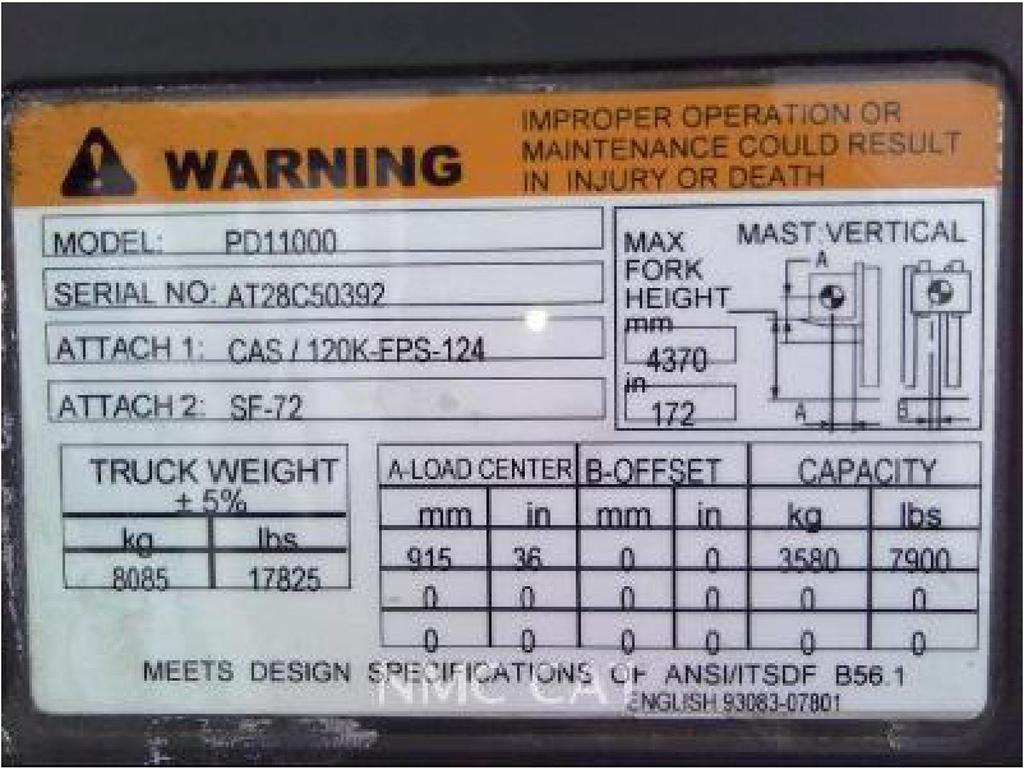 WARNING
IMPROPER OPERATION OR
MAINTENANCE COULD RESULT
IN INJURY OR DEATH
MODEL: PD11000
SERIAL NO: AT28C50392
ATTACH 1: CAS / 120K-FPS-124
ATTACH 2: SF-72
MAX
FORK
HEIGHT
mm
4370
in
172
MAST VERTICAL
A
A
B
TRUCK WEIGHT
± 5%
kg lbs
8085 17825
A-LOAD CENTER B-OFFSET CAPACITY
mm in mm in kg lbs
915 36 0 0 3580 7900
0 0 0 0 0 0
0 0 0 0 0 0
MEETS DESIGN SPECIFICATIONS OF ANSI/ITSDF B56.1
NMC CAT
ENGLISH 93083-07801